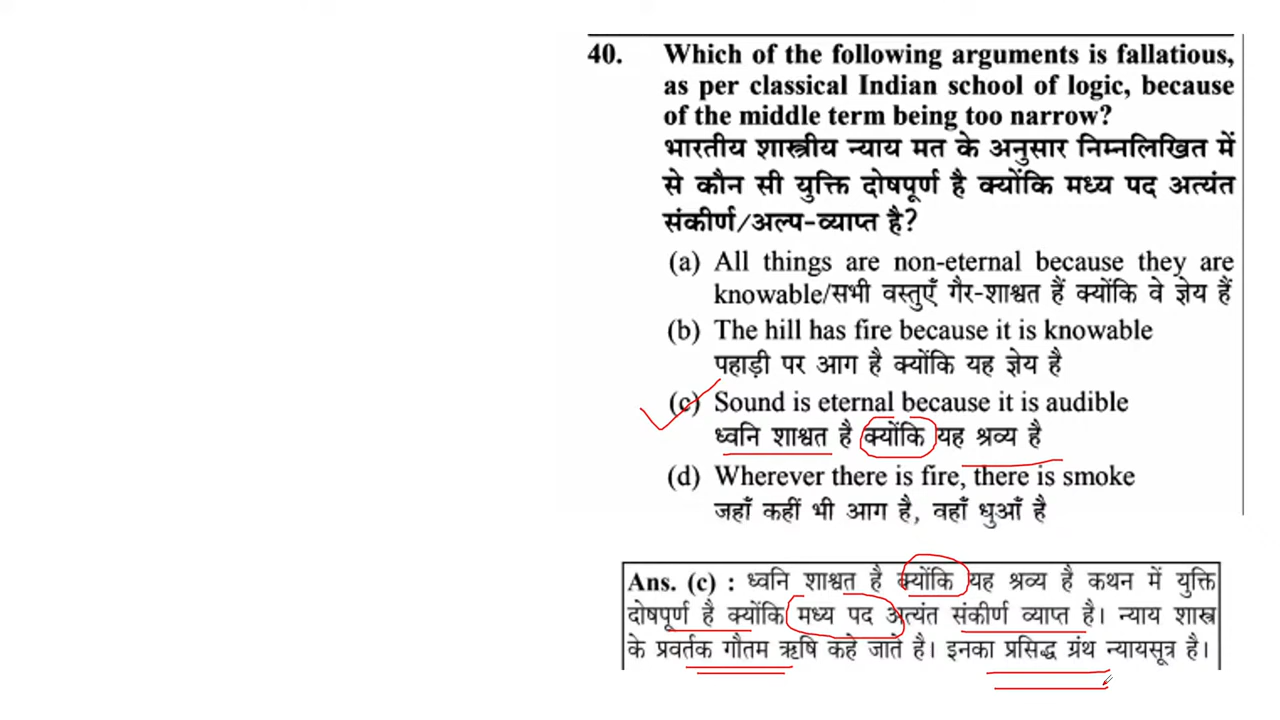 40. Which of the following arguments is fallatious,
as per classical Indian school of logic, because
of the middle term being too narrow?
भारतीय शास्त्रीय न्याय मत के अनुसार निम्नलिखित में
से कौन सी युक्ति दोषपूर्ण है क्योंकि मध्य पद अत्यंत
संकीर्ण/अल्प-व्याप्त है?
(a) All things are non-eternal because they are
knowable/सभी वस्तुएँ गैर-शाश्वत हैं क्योंकि वे ज्ञेय हैं
(b) The hill has fire because it is knowable
पहाड़ी पर आग है क्योंकि यह ज्ञेय है
(c) Sound is eternal because it is audible
ध्वनि शाश्वत है क्योंकि यह श्रव्य है
(d) Wherever there is fire, there is smoke
जहाँ कहीं भी आग है, वहाँ धुआँ है
Ans. (c) : ध्वनि शाश्वत है क्योंकि यह श्रव्य है कथन में युक्ति
दोषपूर्ण है क्योंकि मध्य पद अत्यंत संकीर्ण व्याप्त है। न्याय शास्त्र
के प्रवर्तक गौतम ऋषि कहे जाते है। इनका प्रसिद्ध ग्रंथ न्यायसूत्र है।